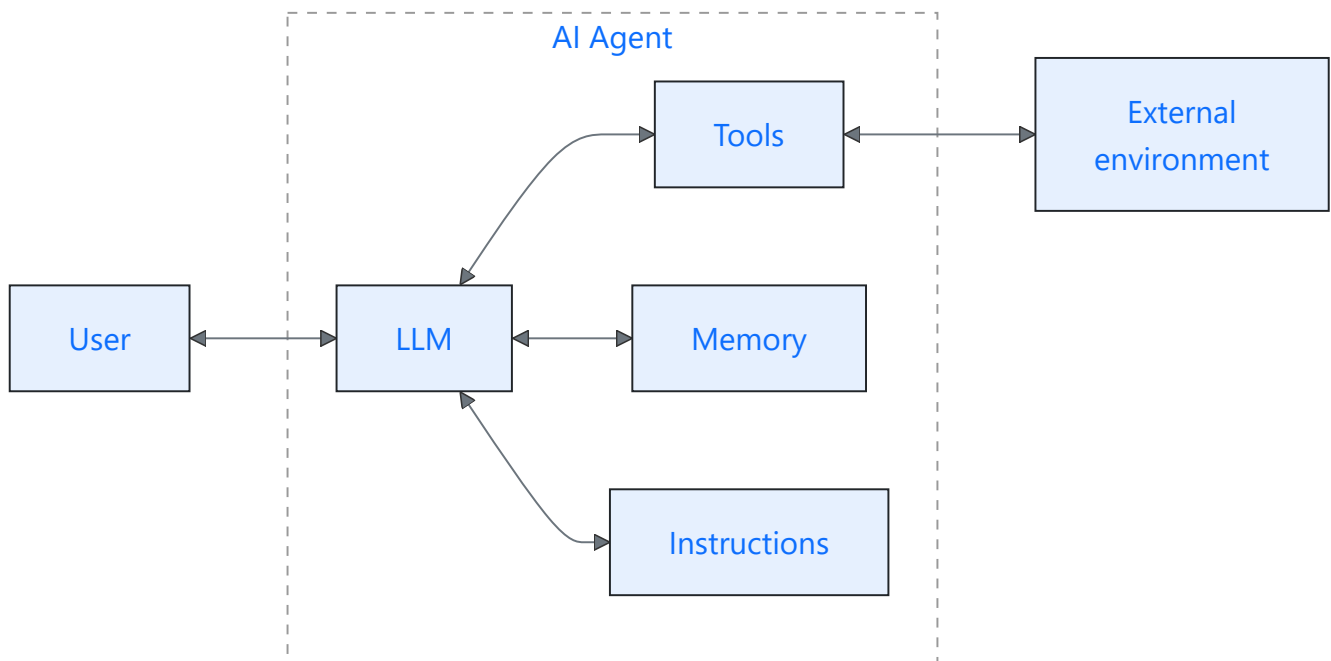 AI Agent
Tools
External
environment
User
LLM
Memory
Instructions